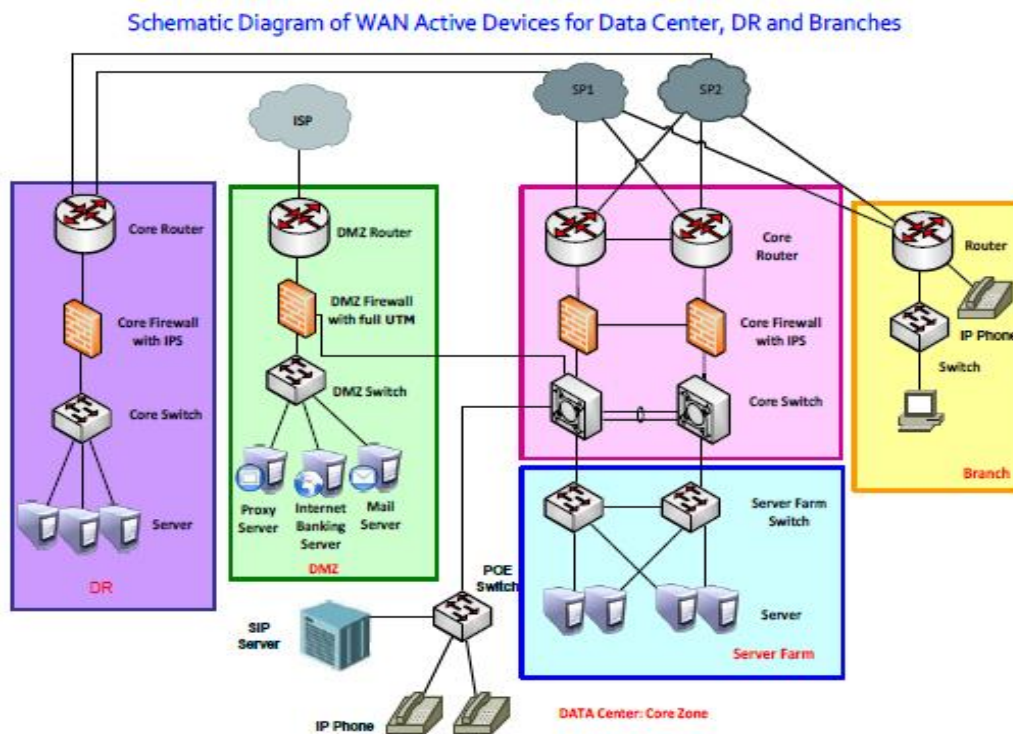 Schematic Diagram of WAN Active Devices for Data Center, DR and Branches
SP1
SP2
ISP
Core Router
Core Firewall
with IPS
Core Switch
Server
DR
DMZ Router
DMZ Firewall
with full UTM
DMZ Switch
Proxy
Server
Internet
Banking
Server
Mail
Server
DMZ
Core
Router
Core Firewall
with IPS
Core Switch
Router
IP Phone
Switch
Branch
Server Farm
Switch
Server
Server Farm
POE
Switch
SIP
Server
IP Phone
DATA Center: Core Zone